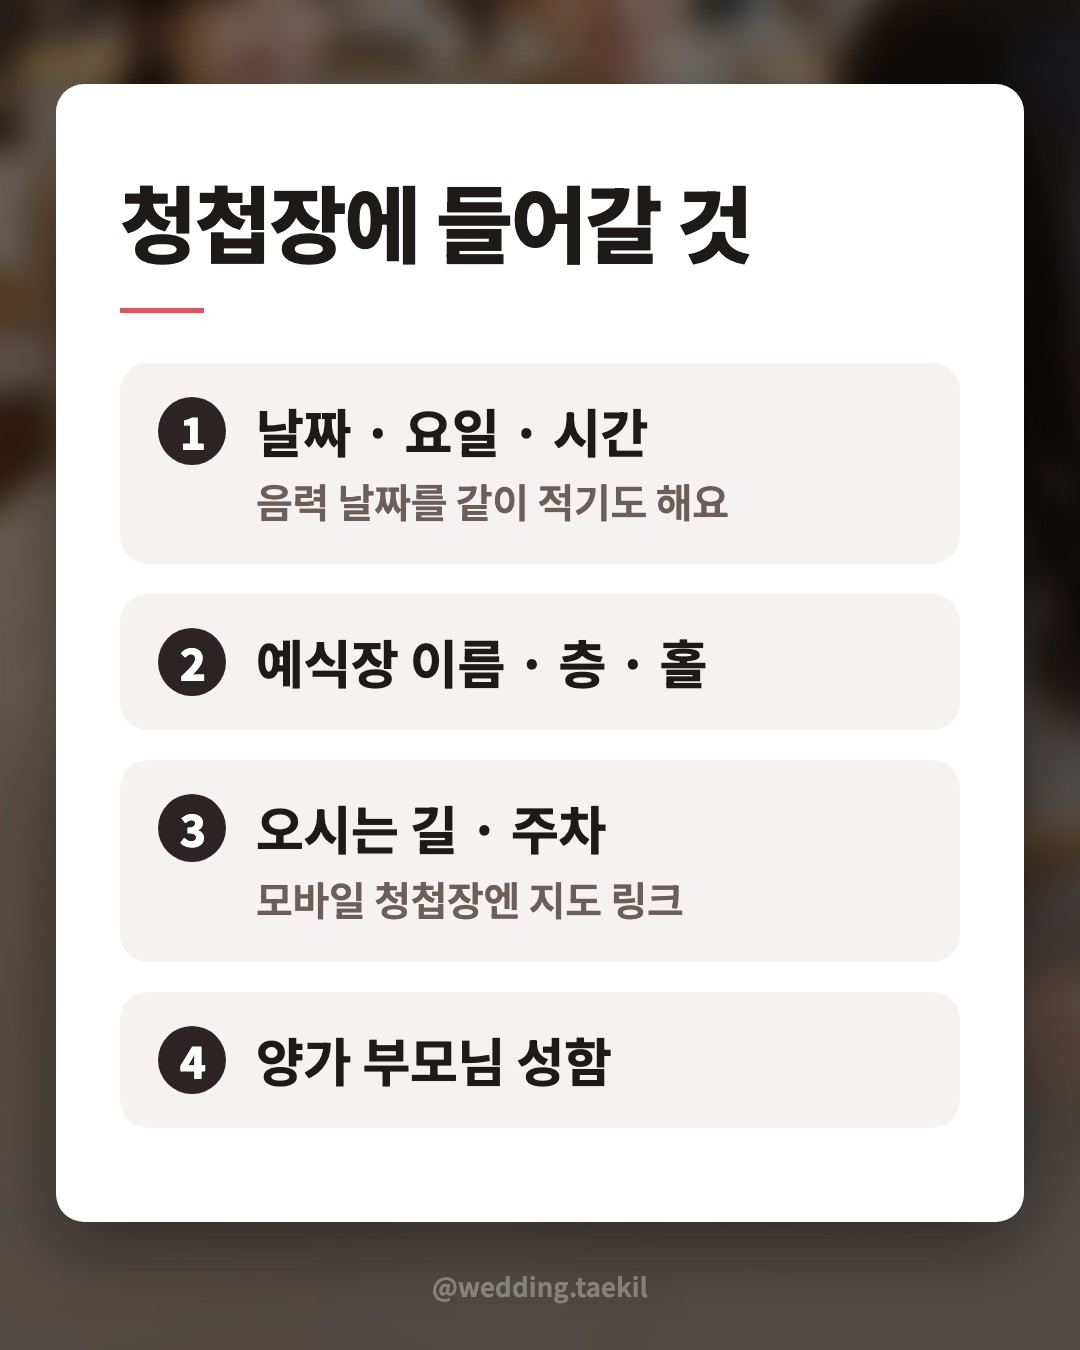 청첩장에 들어갈 것
1 날짜 · 요일 · 시간
음력 날짜를 같이 적기도 해요
2 예식장 이름 · 층 · 홀
3 오시는 길 · 주차
모바일 청첩장엔 지도 링크
4 양가 부모님 성함
@wedding.taekil